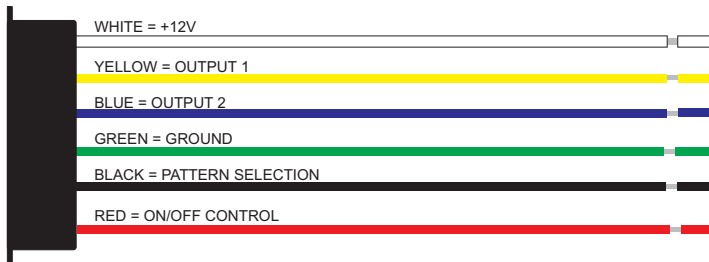 WHITE = +12V
YELLOW = OUTPUT 1
BLUE = OUTPUT 2
GREEN = GROUND
BLACK = PATTERN SELECTION
RED = ON/OFF CONTROL